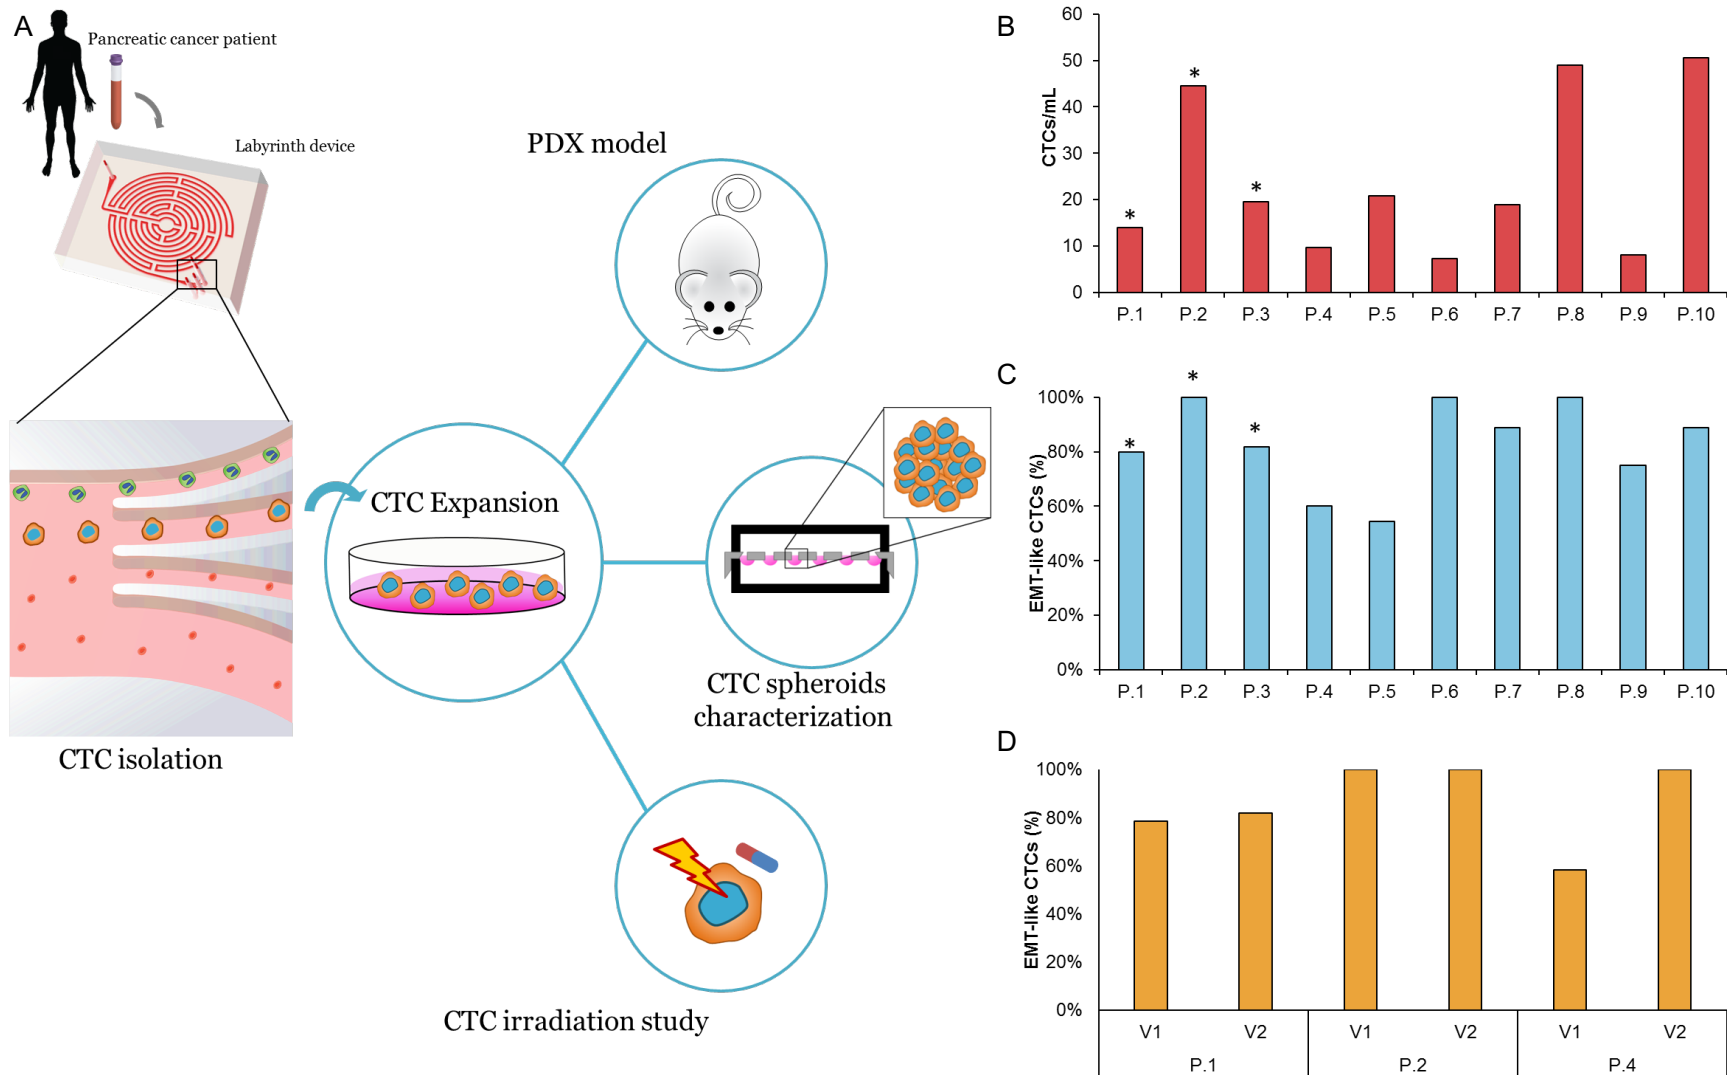 A
Pancreatic cancer patient
Labyrinth device
PDX model
CTC Expansion
CTC isolation
CTC spheroids
characterization
CTC irradiation study
B
60
50
40
30
20
10
0
CTCs/mL
*
*
*
P.1 P.2 P.3 P.4 P.5 P.6 P.7 P.8 P.9 P.10
C
100%
80%
60%
40%
20%
0%
EMT-like CTCs (%)
*
*
*
P.1 P.2 P.3 P.4 P.5 P.6 P.7 P.8 P.9 P.10
D
100%
80%
60%
40%
20%
0%
EMT-like CTCs (%)
V1 V2 V1 V2 V1 V2
P.1 P.2 P.4